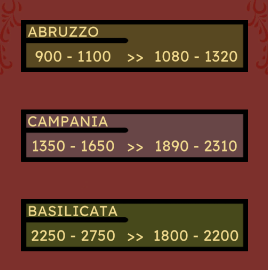 ABRUZZO
900 - 1100 >> 1080 - 1320
CAMPANIA
1350 - 1650 >> 1890 - 2310
BASILICATA
2250 - 2750 >> 1800 - 2200